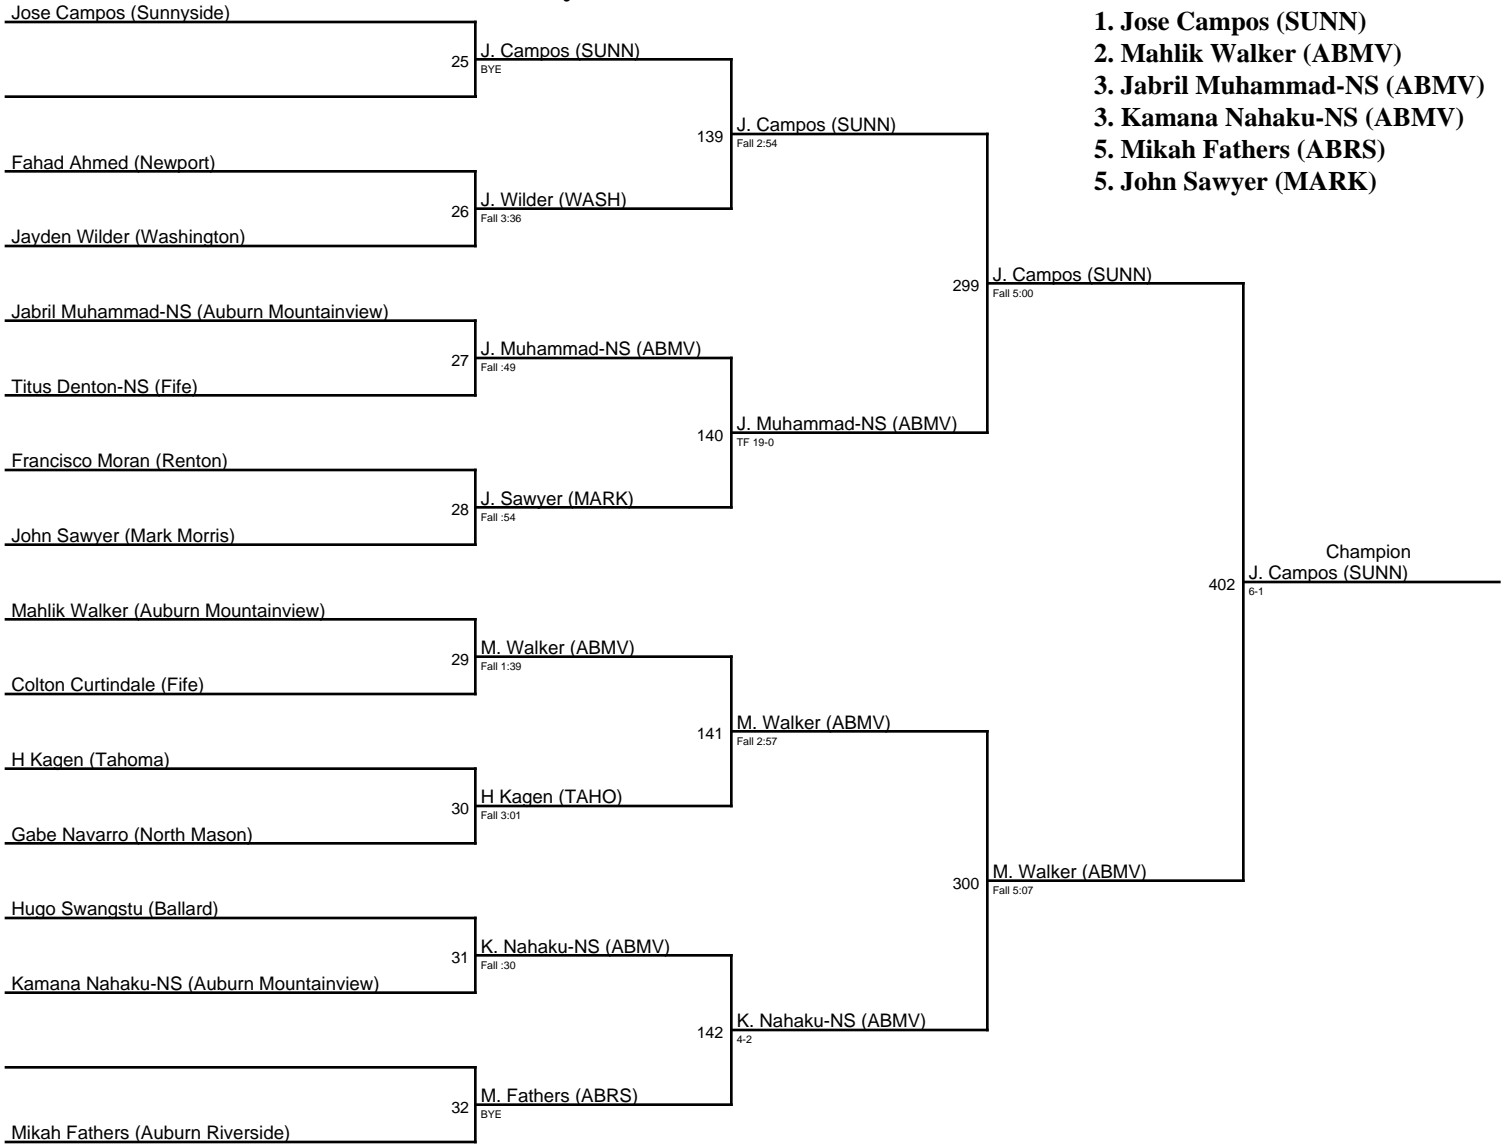 Jose Campos (Sunnyside)
25
J. Campos (SUNN)
BYE
Fahad Ahmed (Newport)
26
J. Wilder (WASH)
Fall 3:36
Jayden Wilder (Washington)
139
J. Campos (SUNN)
Fall 2:54
Jabril Muhammad-NS (Auburn Mountainview)
27
J. Muhammad-NS (ABMV)
Fall :49
Titus Denton-NS (Fife)
140
J. Muhammad-NS (ABMV)
TF 19-0
Francisco Moran (Renton)
28
J. Sawyer (MARK)
Fall :54
John Sawyer (Mark Morris)
299
J. Campos (SUNN)
Fall 5:00
Mahlik Walker (Auburn Mountainview)
29
M. Walker (ABMV)
Fall 1:39
Colton Curtindale (Fife)
141
M. Walker (ABMV)
Fall 2:57
H Kagen (Tahoma)
30
H Kagen (TAHO)
Fall 3:01
Gabe Navarro (North Mason)
300
M. Walker (ABMV)
Fall 5:07
Hugo Swangstu (Ballard)
31
K. Nahaku-NS (ABMV)
Fall :30
Kamana Nahaku-NS (Auburn Mountainview)
142
K. Nahaku-NS (ABMV)
4-2
32
M. Fathers (ABRS)
BYE
Mikah Fathers (Auburn Riverside)
Champion
402
J. Campos (SUNN)
6-1
1. Jose Campos (SUNN)
2. Mahlik Walker (ABMV)
3. Jabril Muhammad-NS (ABMV)
3. Kamana Nahaku-NS (ABMV)
5. Mikah Fathers (ABRS)
5. John Sawyer (MARK)